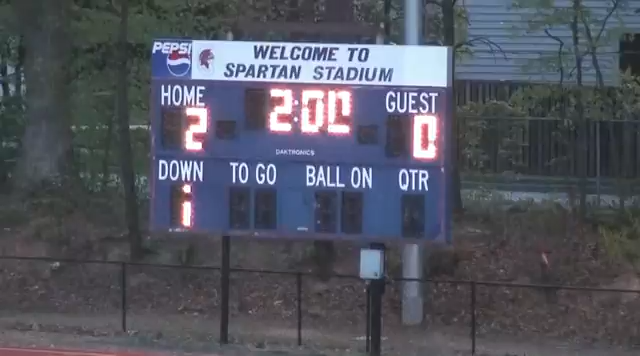 PEPSI
WELCOME TO
SPARTAN STADIUM
HOME 2:00 GUEST
2 0
DAKTRONICS
DOWN TO GO BALL ON QTR
1